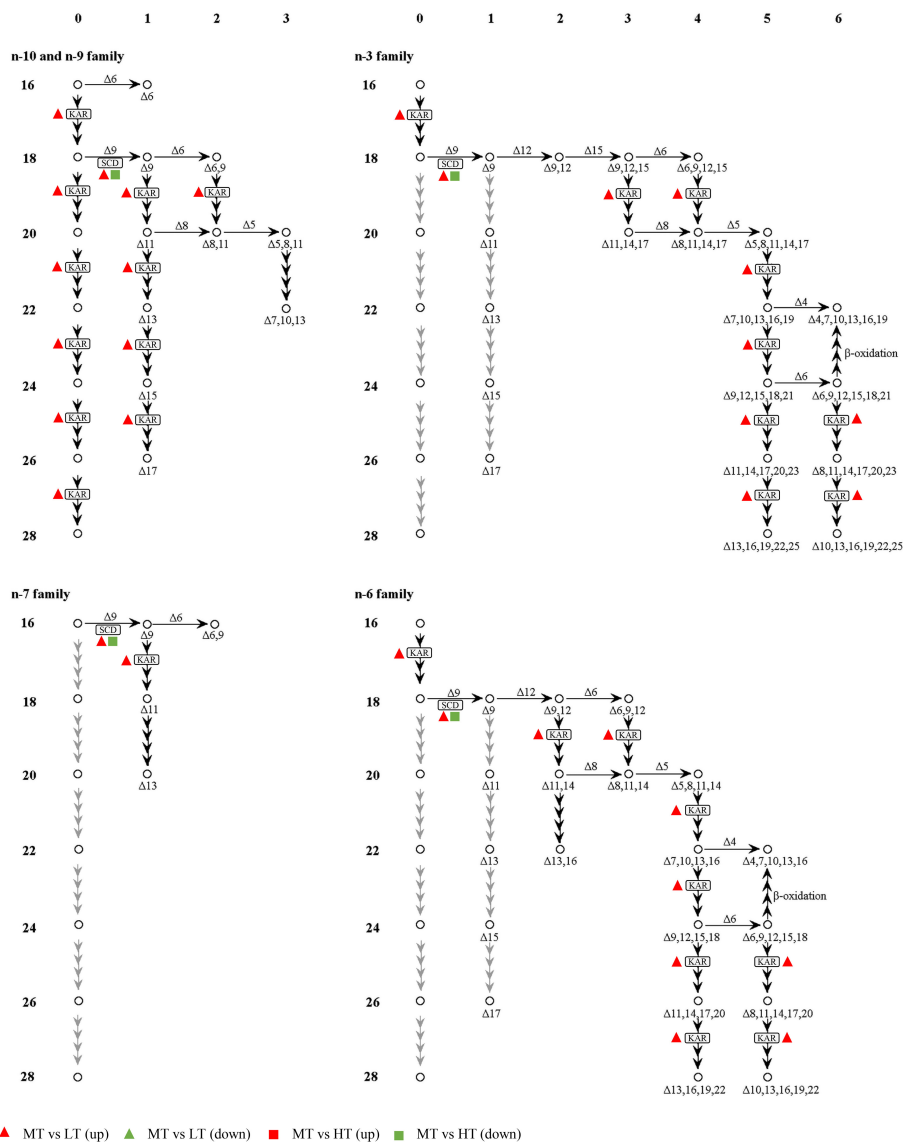 0 1 2 3 0 1 2 3 4 5 6
n-10 and n-9 family n-3 family
16 Δ6 16
Δ6
KAR KAR
18 Δ9 Δ6 18 Δ9 Δ12 Δ15 Δ6
SCD Δ9 Δ6,9 SCD Δ9 Δ9,12 Δ9,12,15 Δ6,9,12,15
KAR KAR KAR KAR KAR
20 Δ8 Δ5 20 Δ8 Δ5
Δ11 Δ8,11 Δ5,8,11 Δ11 Δ11,14,17 Δ8,11,14,17 Δ5,8,11,14,17
KAR KAR KAR
22 22 Δ4
Δ13 Δ7,10,13 Δ13 Δ7,10,13,16,19 Δ4,7,10,13,16,19
KAR KAR KAR β-oxidation
24 24 Δ6
Δ15 Δ15 Δ9,12,15,18,21 Δ6,9,12,15,18,21
KAR KAR KAR KAR
26 26
Δ17 Δ17 Δ11,14,17,20,23 Δ8,11,14,17,20,23
KAR KAR KAR
28 28
Δ13,16,19,22,25 Δ10,13,16,19,22,25
n-7 family n-6 family
16 Δ9 Δ6 16
SCD Δ9 Δ6,9
KAR KAR
18 18 Δ9 Δ12 Δ6
Δ11 SCD Δ9 Δ9,12 Δ6,9,12
KAR KAR
20 20 Δ8 Δ5
Δ13 Δ11 Δ11,14 Δ8,11,14 Δ5,8,11,14
KAR
22 22 Δ4
Δ13 Δ13,16 Δ7,10,13,16 Δ4,7,10,13,16
KAR β-oxidation
24 24 Δ6
Δ15 Δ9,12,15,18 Δ6,9,12,15,18
KAR KAR
26 26
Δ17 Δ11,14,17,20 Δ8,11,14,17,20
KAR KAR
28 28
Δ13,16,19,22 Δ10,13,16,19,22
MT vs LT (up) MT vs LT (down) MT vs HT (up) MT vs HT (down)